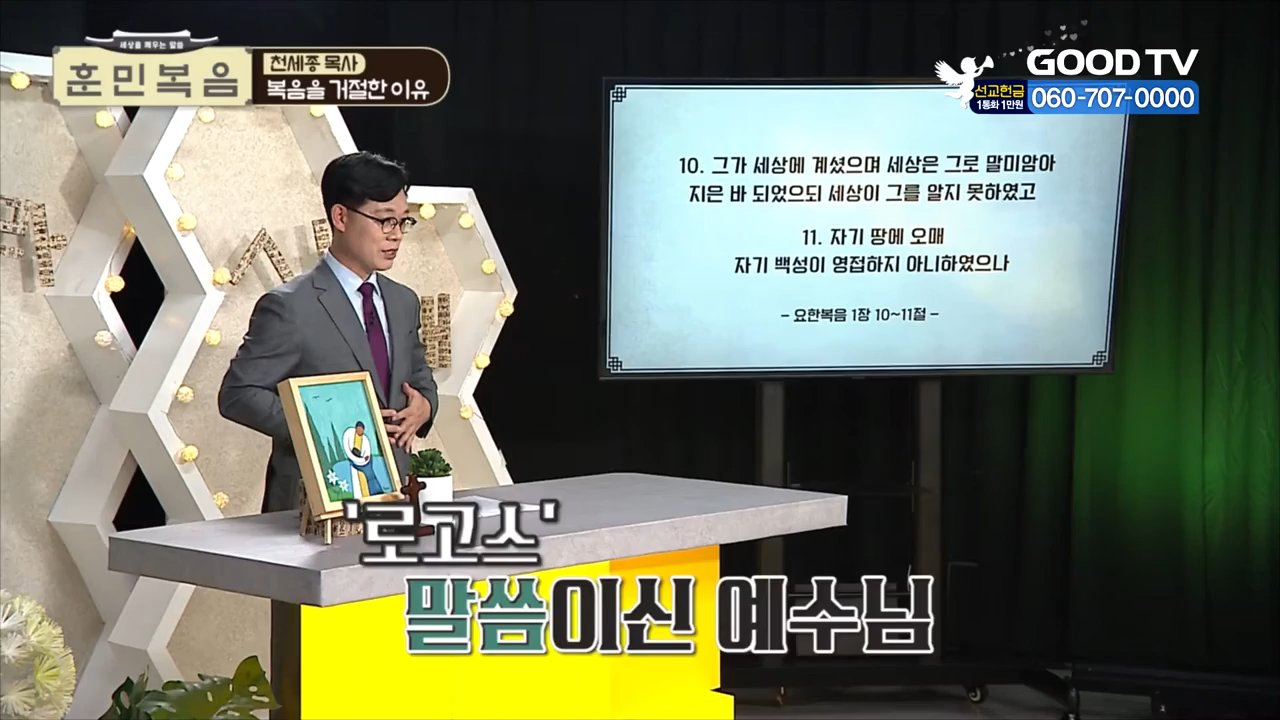 세상을 깨우는 말씀
훈민복음
천세종 목사
복음을 거절한 이유
GOOD TV
선교헌금
1통화 1만원
060-707-0000
10. 그가 세상에 계셨으며 세상은 그로 말미암아
지은 바 되었으되 세상이 그를 알지 못하였고
11. 자기 땅에 오매
자기 백성이 영접하지 아니하였으나
- 요한복음 1장 10~11절 -
'로고스'
말씀이신 예수님